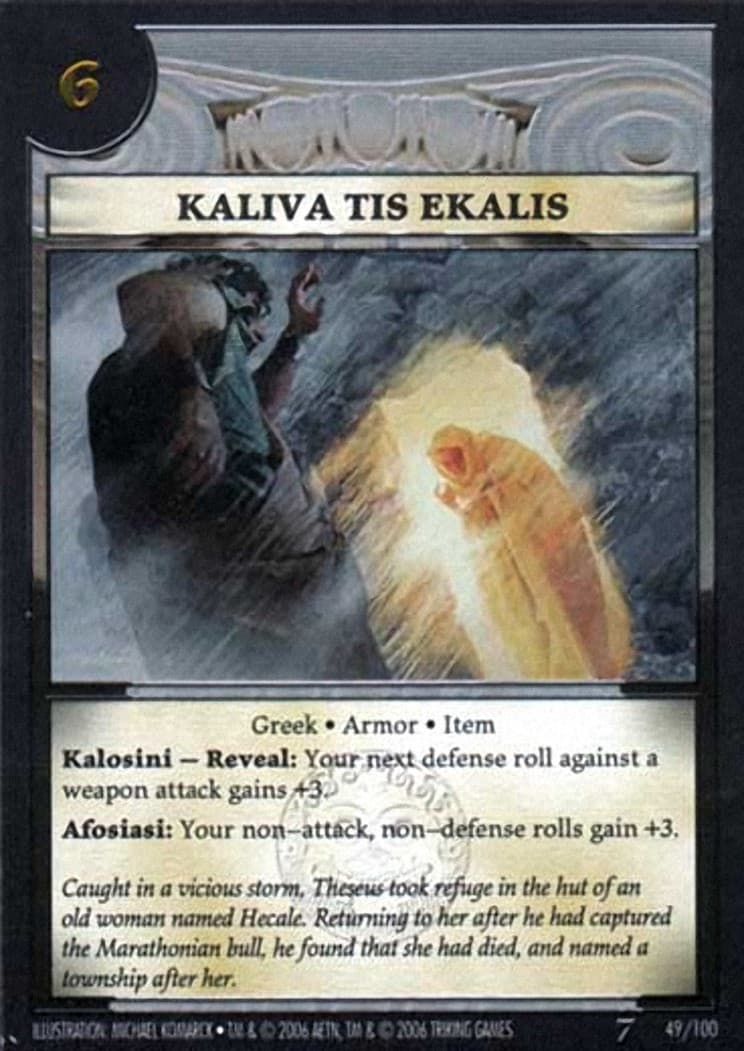 6
KALIVA TIS EKALIS
Greek • Armor • Item
Kalosini – Reveal: Your next defense roll against a
weapon attack gains +3.
Afosiasi: Your non–attack, non–defense rolls gain +3.
Caught in a vicious storm, Theseus took refuge in the hut of an
old woman named Hecale. Returning to her after he had captured
the Marathonian bull, he found that she had died, and named a
township after her.
ILLUSTRATION: MICHAEL KOMARCK • TM & © 2006 AETN, TM & © 2006 TRIKING GAMES 7 49/100